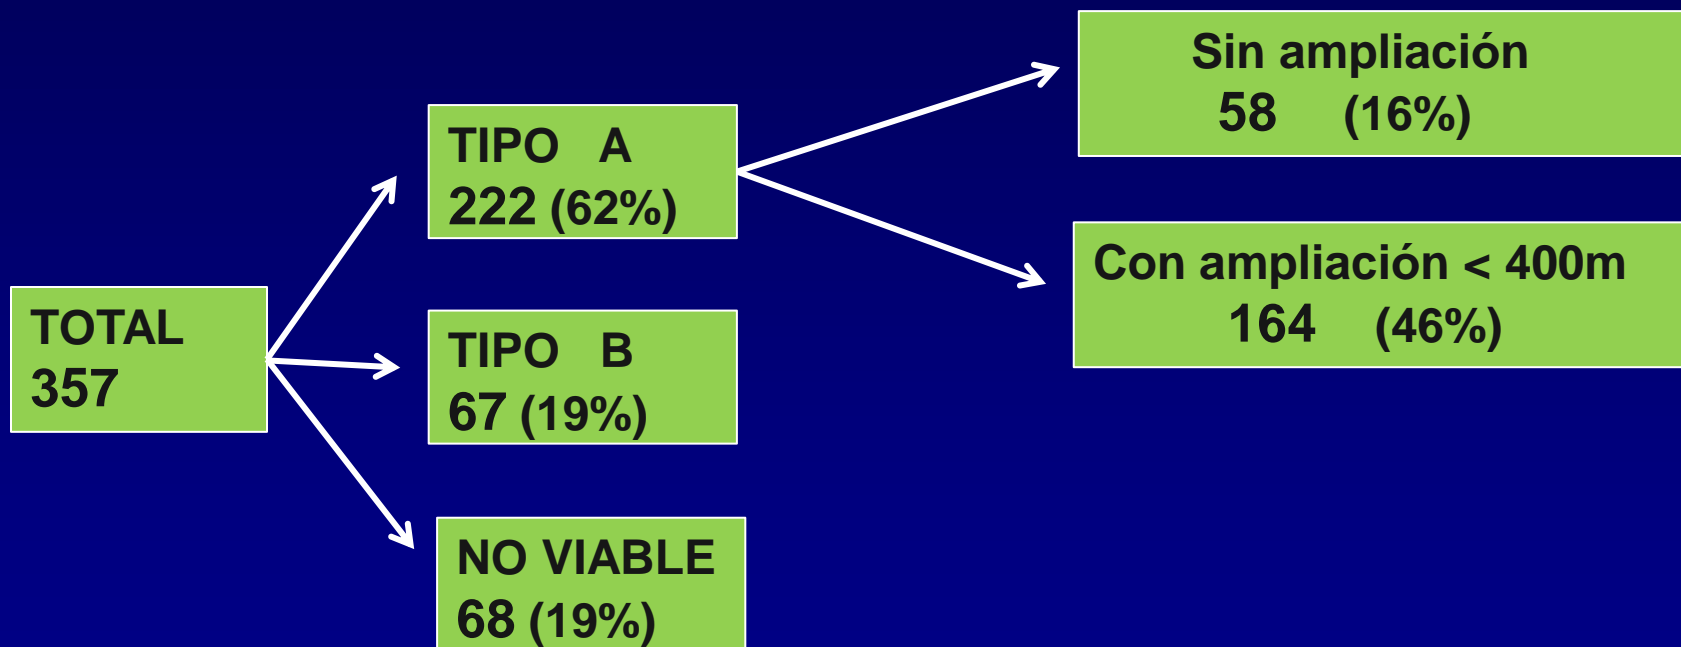 TOTAL
357
TIPO A
222 (62%)
TIPO B
67 (19%)
NO VIABLE
68 (19%)
Sin ampliación
58 (16%)
Con ampliación < 400m
164 (46%)